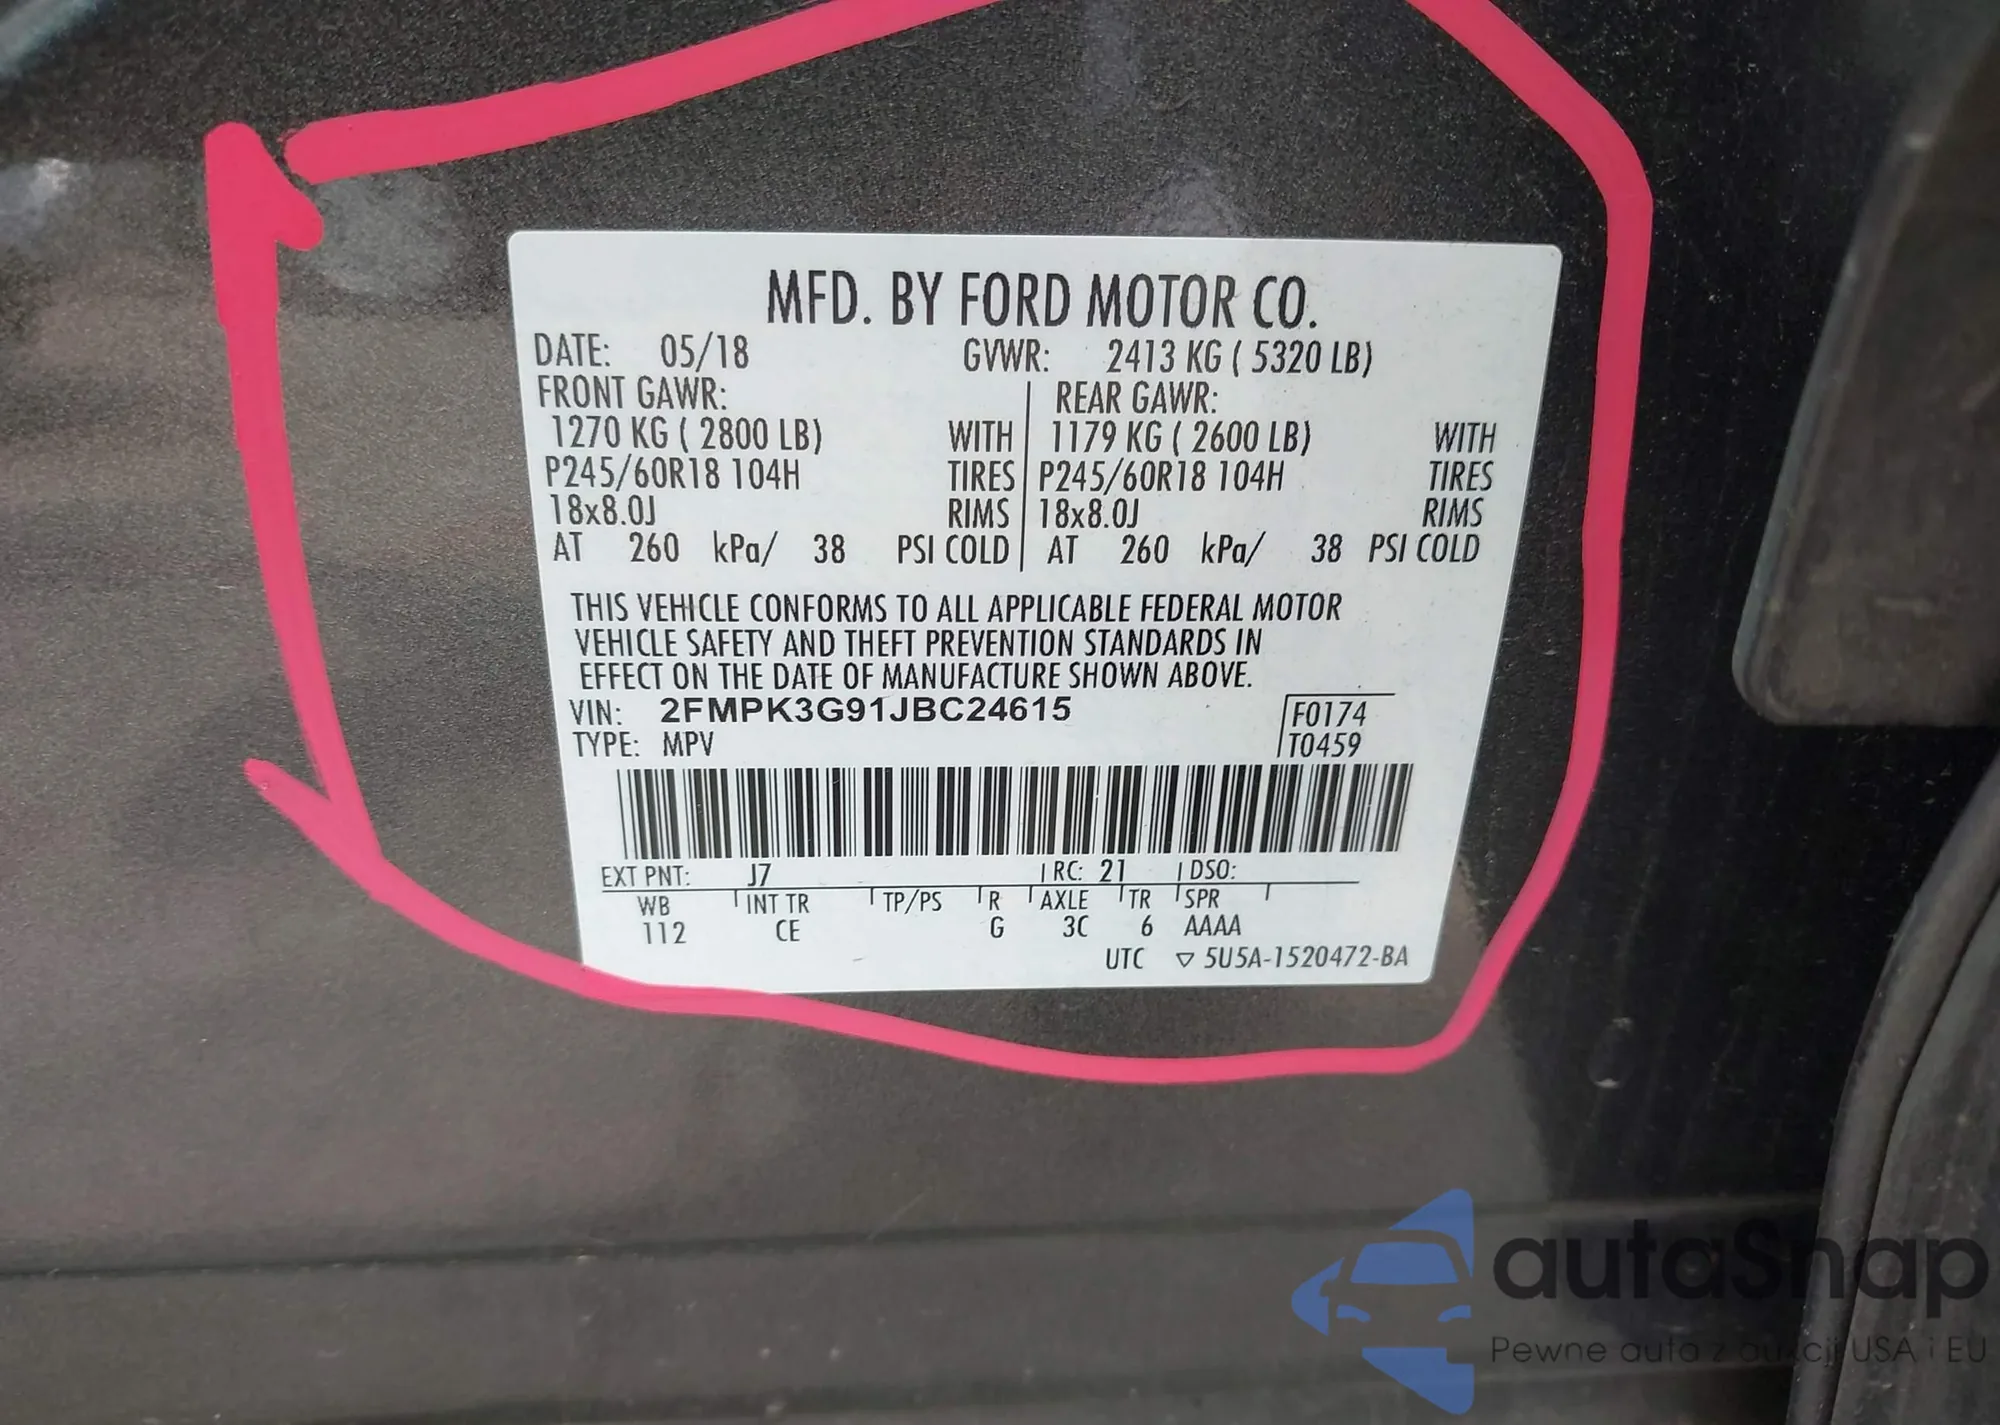 MFD. BY FORD MOTOR CO.
DATE: 05/18 GVWR: 2413 KG ( 5320 LB)
FRONT GAWR: REAR GAWR:
1270 KG ( 2800 LB) WITH 1179 KG ( 2600 LB) WITH
P245/60R18 104H TIRES P245/60R18 104H TIRES
18x8.0J RIMS 18x8.0J RIMS
AT 260 kPa/ 38 PSI COLD AT 260 kPa/ 38 PSI COLD
THIS VEHICLE CONFORMS TO ALL APPLICABLE FEDERAL MOTOR
VEHICLE SAFETY AND THEFT PREVENTION STANDARDS IN
EFFECT ON THE DATE OF MANUFACTURE SHOWN ABOVE.
VIN: 2FMPK3G91JBC24615 F0174
TYPE: MPV T0459
EXT PNT: J7 RC: 21 DSO:
WB INT TR TP/PS R AXLE TR SPR
112 CE G 3C 6 AAAA
UTC ▽ 5U5A-1520472-BA
autaSnap
Pewne auta z aukcji USA i EU